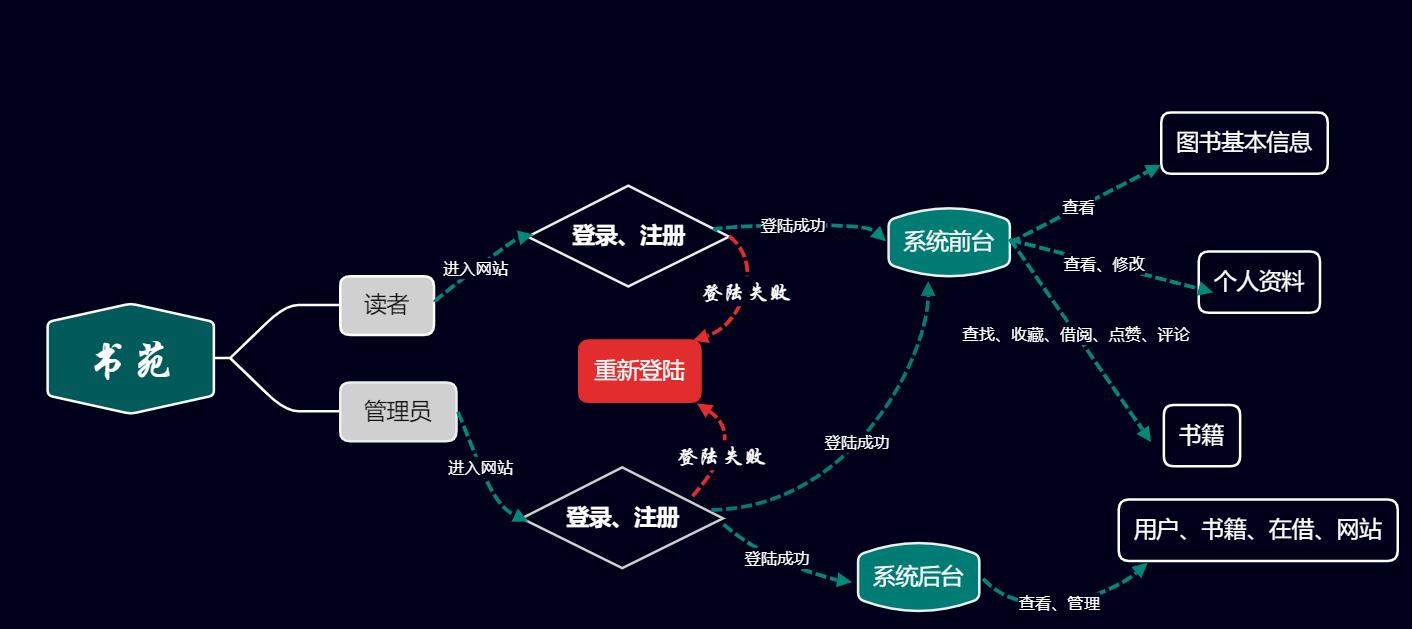 书苑
读者
管理员
进入网站
进入网站
登录、注册
登录、注册
登陆成功
登陆失败
重新登陆
登陆失败
登陆成功
登陆成功
系统前台
系统后台
查看
查看、修改
查找、收藏、借阅、点赞、评论
查看、管理
图书基本信息
个人资料
书籍
用户、书籍、在借、网站